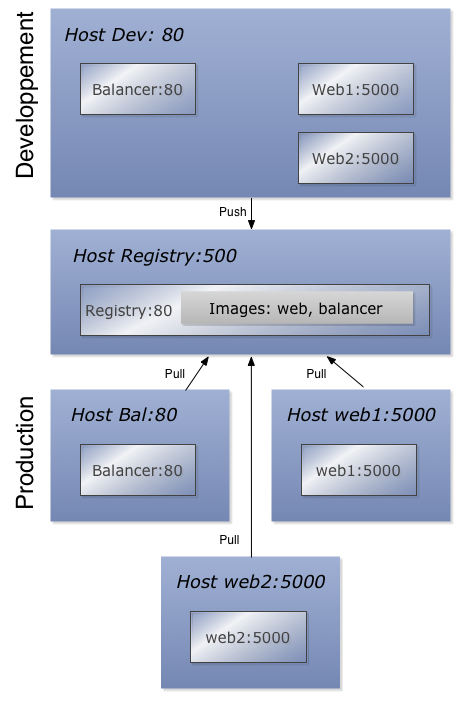 Developpement
Host Dev: 80
Balancer:80
Web1:5000
Web2:5000
Push
Host Registry:500
Registry:80
Images: web, balancer
Pull
Pull
Production
Host Bal:80
Host web1:5000
Balancer:80
web1:5000
Pull
Host web2:5000
web2:5000